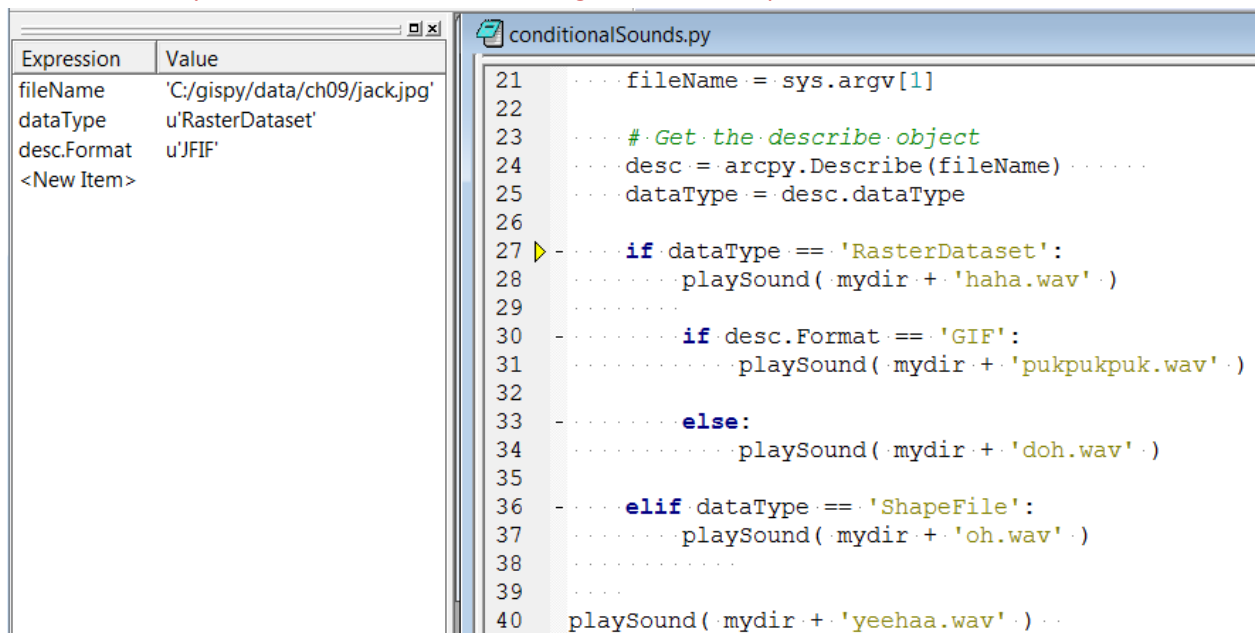 Expression Value
fileName 'C:/gispy/data/ch09/jack.jpg'
dataType u'RasterDataset'
desc.Format u'JFIF'
<New Item>
conditionalSounds.py
21 fileName = sys.argv[1]
22
23 # Get the describe object
24 desc = arcpy.Describe(fileName)
25 dataType = desc.dataType
26
27 if dataType == 'RasterDataset':
28 playSound( mydir + 'haha.wav' )
29
30 if desc.Format == 'GIF':
31 playSound( mydir + 'pukpukpuk.wav' )
32
33 else:
34 playSound( mydir + 'doh.wav' )
35
36 elif dataType == 'ShapeFile':
37 playSound( mydir + 'oh.wav' )
38
39
40 playSound( mydir + 'yeehaa.wav' )